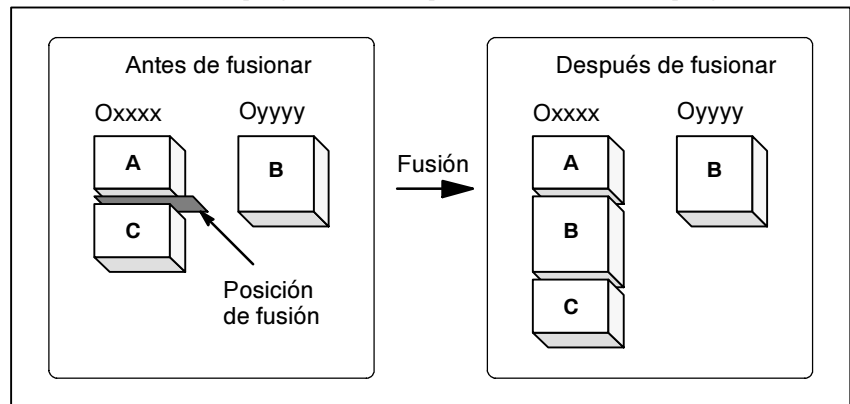 Antes de fusionar
Oxxxx
Oyyyy
A
B
C
Posición
de fusión
Fusión
Después de fusionar
Oxxxx
Oyyyy
A
B
B
C